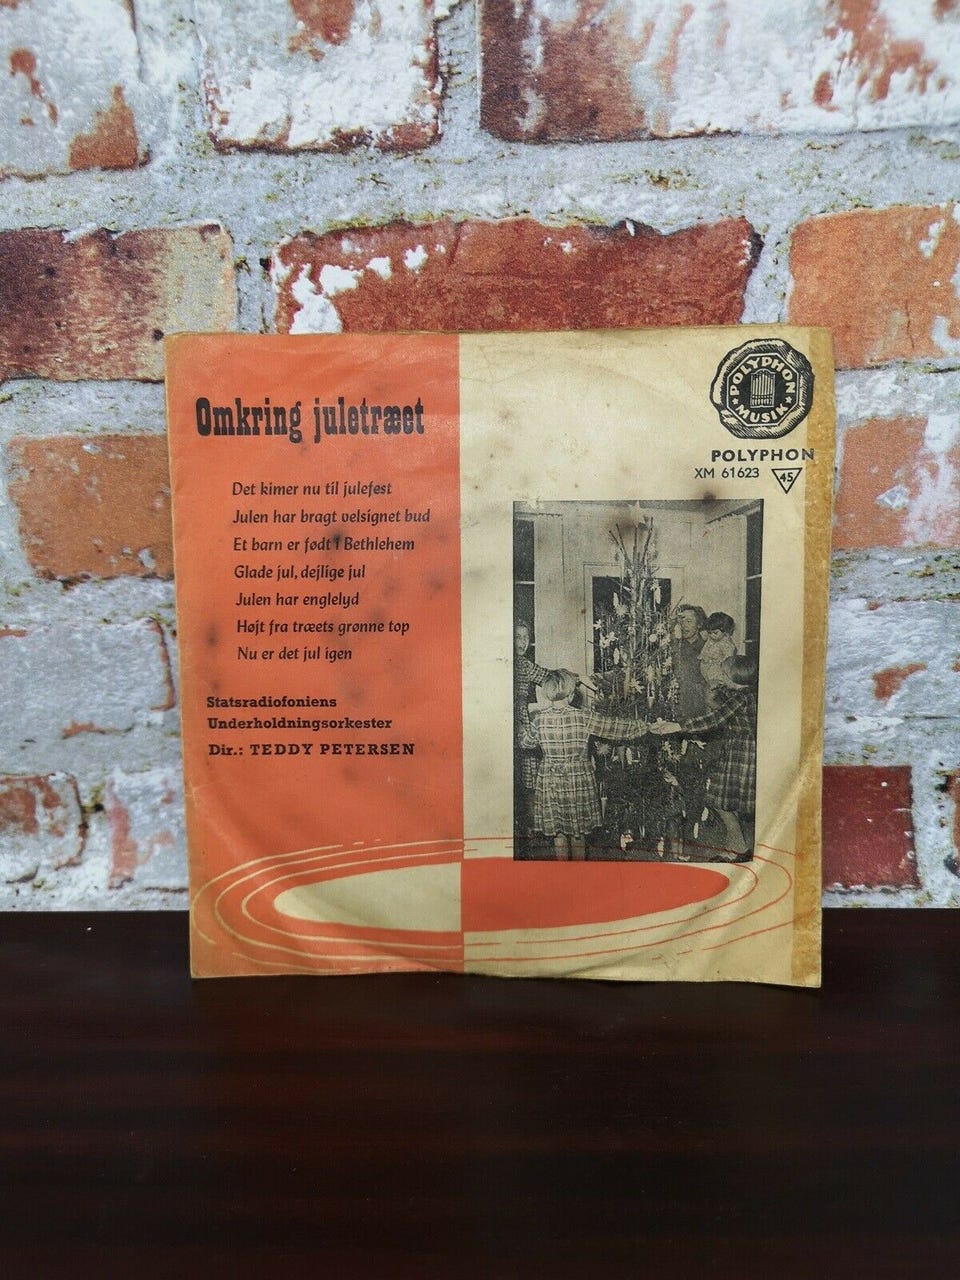 Omkring juletræet
Det kimer nu til julefest
Julen har bragt velsignet bud
Et barn er født i Bethlehem
Glade jul, dejlige jul
Julen har englelyd
Højt fra træets grønne top
Nu er det jul igen
Statsradiofoniens
Underholdningsorkester
Dir.: TEDDY PETERSEN
POLYPHON
MUSIK
POLYPHON
XM 61623 45